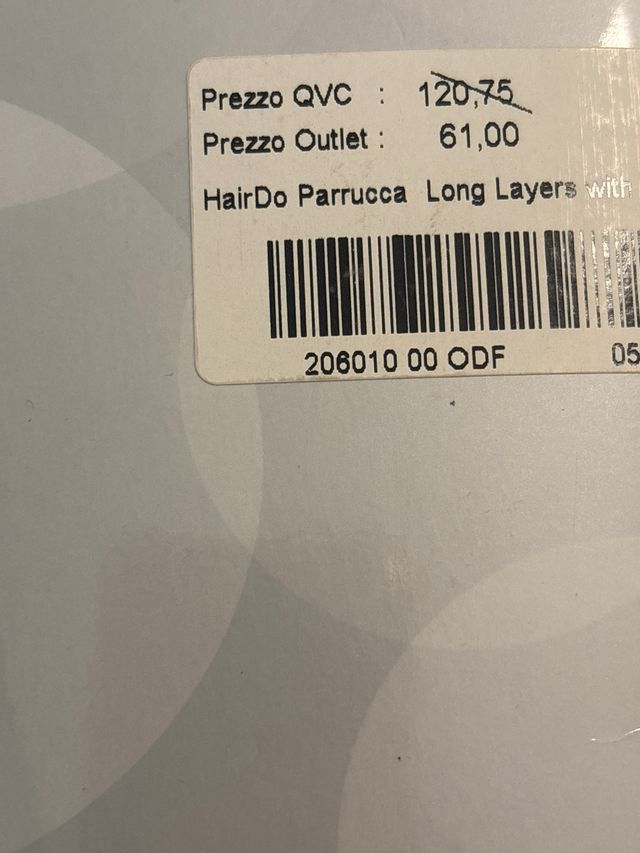 Prezzo QVC : 120,75
Prezzo Outlet : 61,00
HairDo Parrucca Long Layers with
206010 00 ODF 05